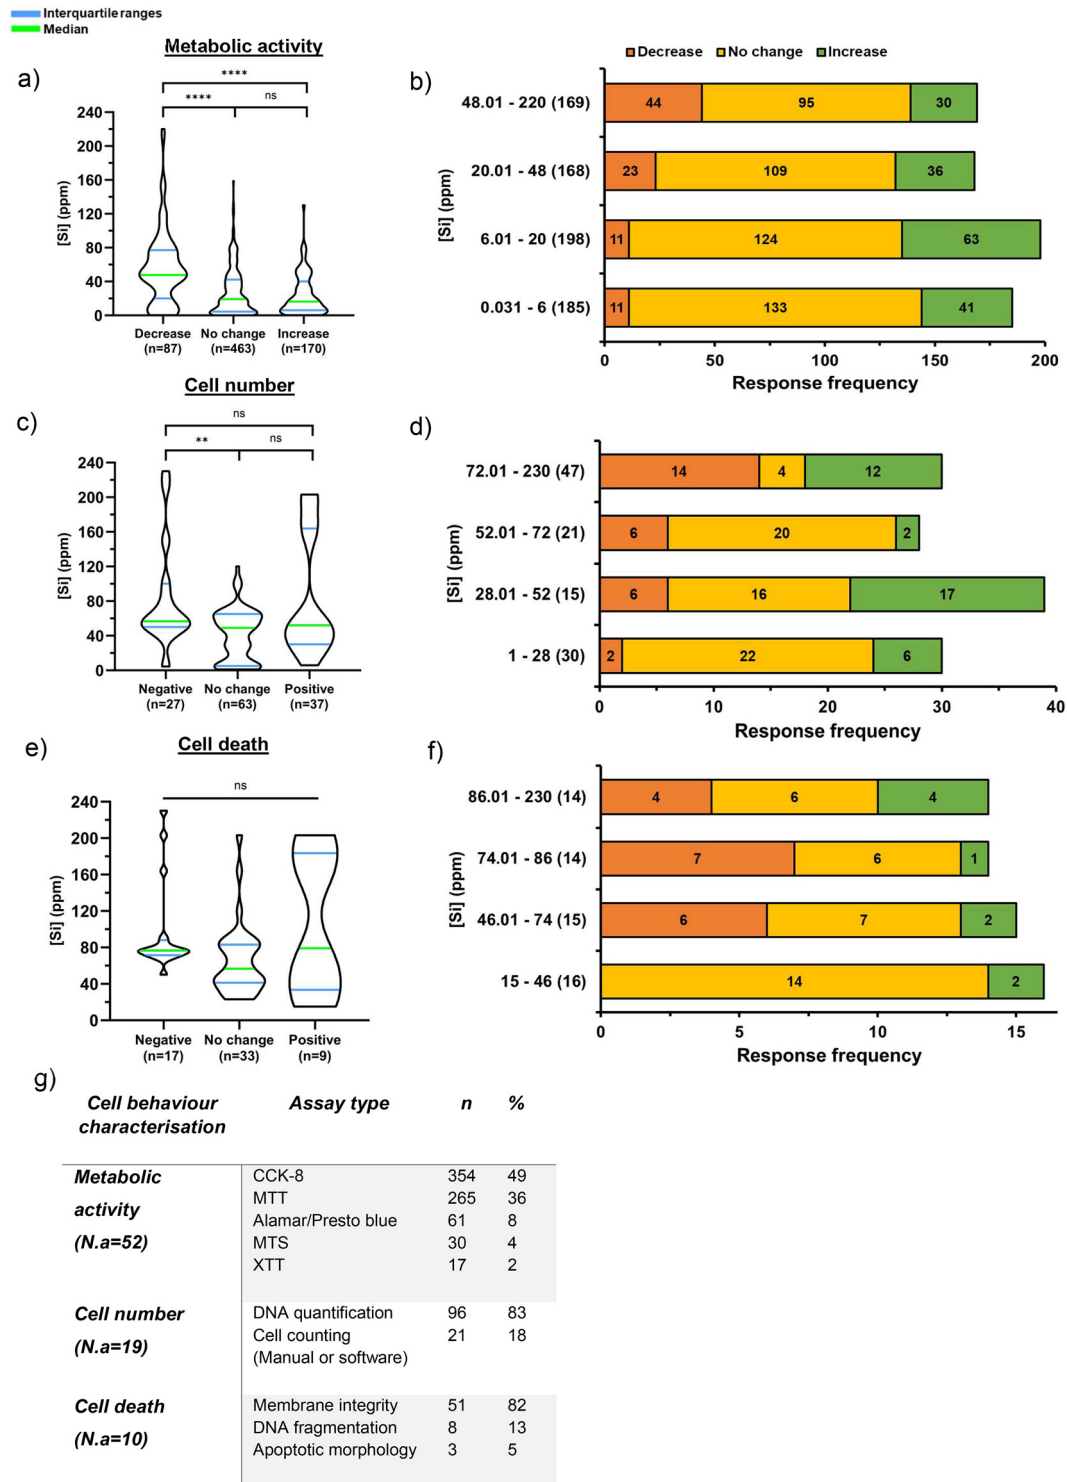 Interquartile ranges
Median
Metabolic activity
a)
****
****
ns
[Si] (ppm)
240
200
160
120
80
40
0
Decrease
(n=87)
No change
(n=463)
Increase
(n=170)
b)
Decrease No change Increase
[Si] (ppm)
48.01 - 220 (169)
44 95 30
20.01 - 48 (168)
23 109 36
6.01 - 20 (198)
11 124 63
0.031 - 6 (185)
11 133 41
0 50 100 150 200
Response frequency
Cell number
c)
ns
**
ns
[Si] (ppm)
240
200
160
120
80
40
0
Negative
(n=27)
No change
(n=63)
Positive
(n=37)
d)
[Si] (ppm)
72.01 - 230 (47)
14 4 12
52.01 - 72 (21)
6 20 2
28.01 - 52 (15)
6 16 17
1 - 28 (30)
2 22 6
0 10 20 30 40
Response frequency
Cell death
e)
ns
[Si] (ppm)
240
200
160
120
80
40
0
Negative
(n=17)
No change
(n=33)
Positive
(n=9)
f)
[Si] (ppm)
86.01 - 230 (14)
4 6 4
74.01 - 86 (14)
7 6 1
46.01 - 74 (15)
6 7 2
15 - 46 (16)
14 2
0 5 10 15
Response frequency
g)
Cell behaviour
characterisation
Assay type n %
Metabolic
activity
(N.a=52)
CCK-8 354 49
MTT 265 36
Alamar/Presto blue 61 8
MTS 30 4
XTT 17 2
Cell number
(N.a=19)
DNA quantification 96 83
Cell counting 21 18
(Manual or software)
Cell death
(N.a=10)
Membrane integrity 51 82
DNA fragmentation 8 13
Apoptotic morphology 3 5